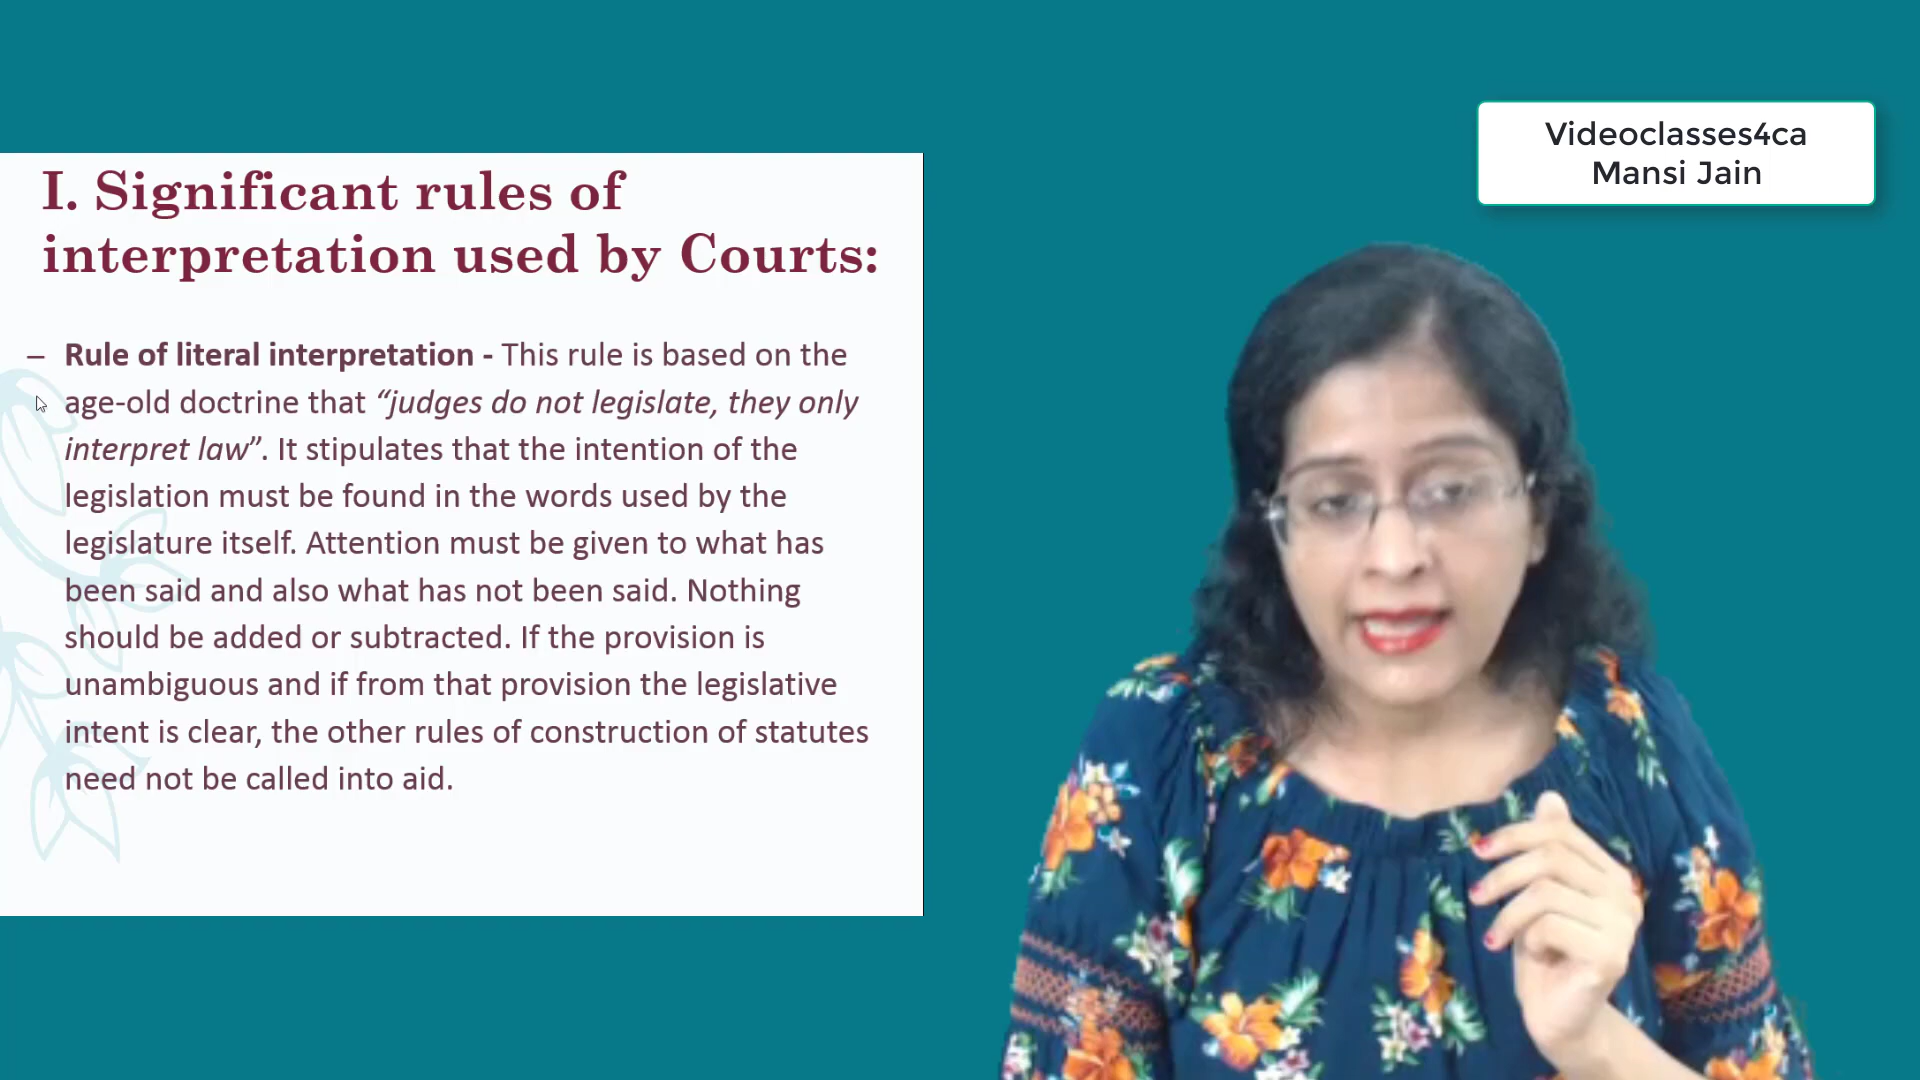 I. Significant rules of
interpretation used by Courts:
– Rule of literal interpretation - This rule is based on the
age-old doctrine that “judges do not legislate, they only
interpret law”. It stipulates that the intention of the
legislation must be found in the words used by the
legislature itself. Attention must be given to what has
been said and also what has not been said. Nothing
should be added or subtracted. If the provision is
unambiguous and if from that provision the legislative
intent is clear, the other rules of construction of statutes
need not be called into aid.
Videoclasses4ca
Mansi Jain